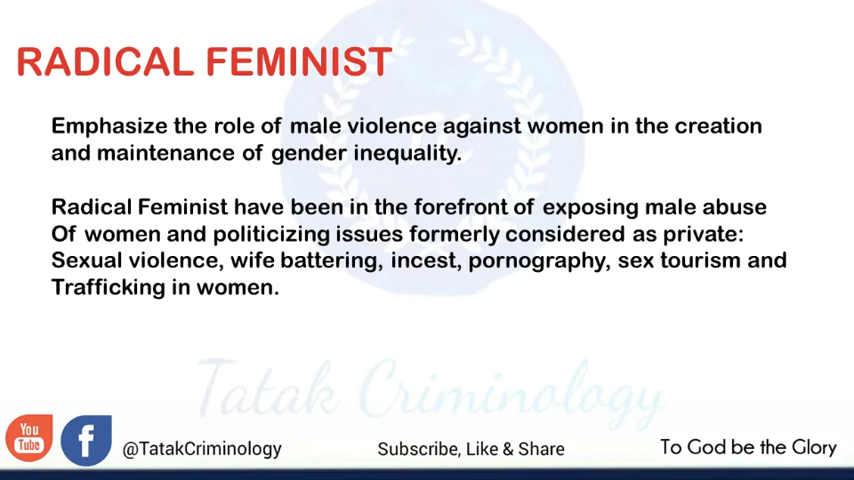 RADICAL FEMINIST
Emphasize the role of male violence against women in the creation
and maintenance of gender inequality.
Radical Feminist have been in the forefront of exposing male abuse
Of women and politicizing issues formerly considered as private:
Sexual violence, wife battering, incest, pornography, sex tourism and
Trafficking in women.
Tatak Criminology
You
Tube
f
@TatakCriminology
Subscribe, Like & Share
To God be the Glory